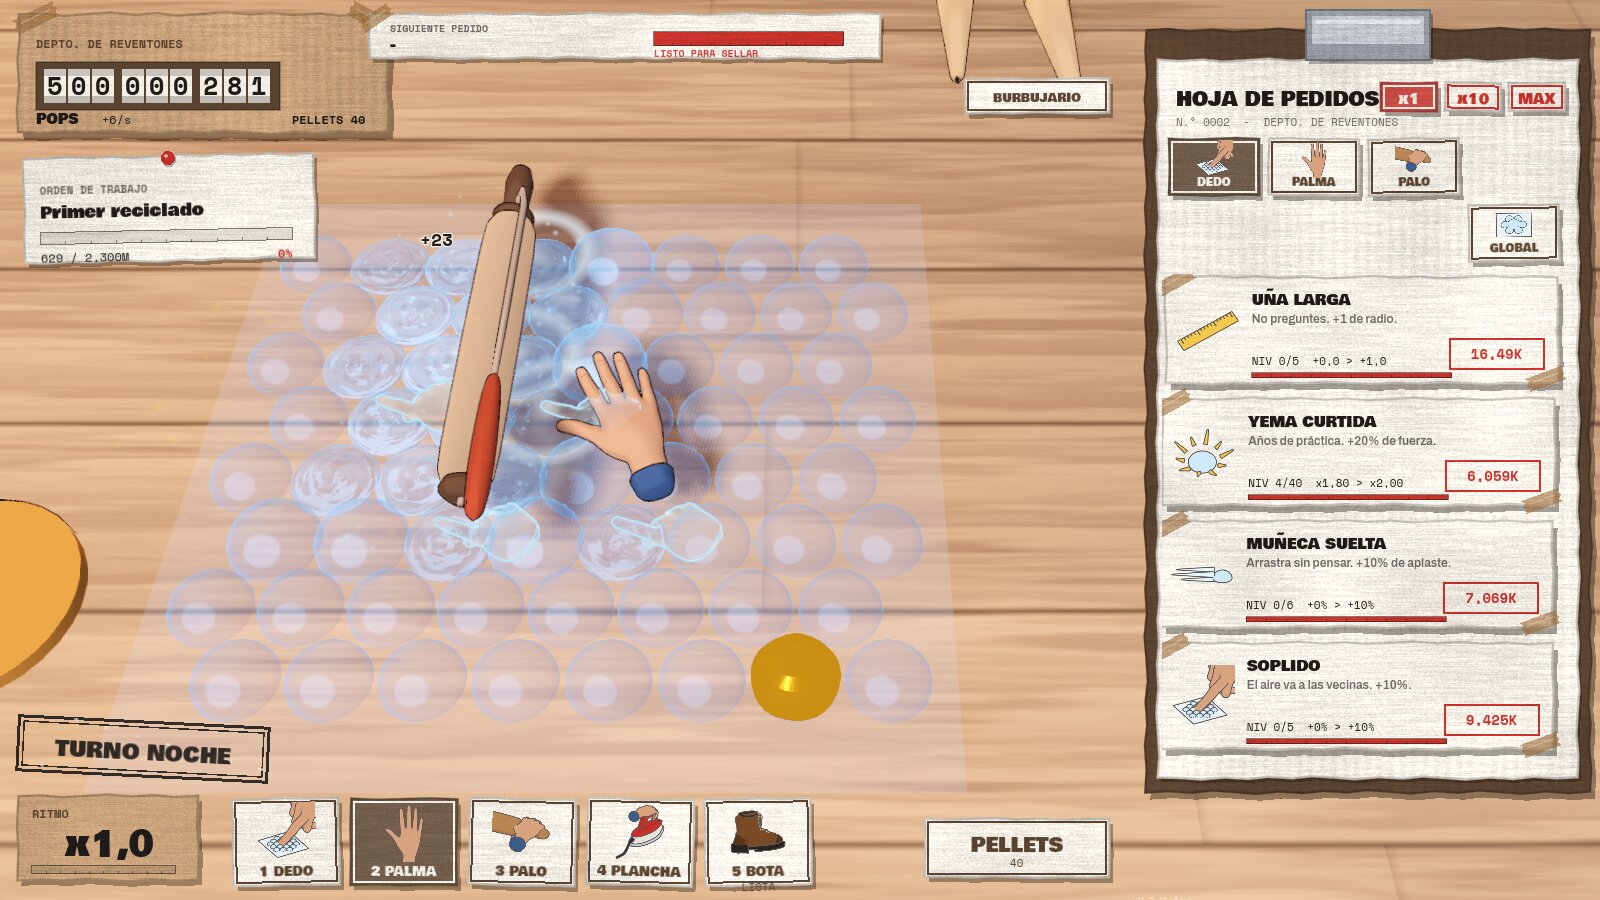 DEPTO. DE REVENTONES
500 000 281
POPS +6/s PELLETS 40
SIGUIENTE PEDIDO
-
LISTO PARA SELLAR
BURBUJARIO
ORDEN DE TRABAJO
Primer reciclado
629 / 2,300M 0%
+23
HOJA DE PEDIDOS x1 x10 MAX
N.° 0002 - DEPTO. DE REVENTONES
DEDO PALMA PALO
GLOBAL
UÑA LARGA
No preguntes. +1 de radio.
NIV 0/5 +0,0 > +1,0
16,49K
YEMA CURTIDA
Años de práctica. +20% de fuerza.
NIV 4/40 x1,80 > x2,00
6,059K
MUÑECA SUELTA
Arrastra sin pensar. +10% de aplaste.
NIV 0/6 +0% > +10%
7,069K
SOPLIDO
El aire va a las vecinas. +10%.
NIV 0/5 +0% > +10%
9,425K
TURNO NOCHE
RITMO
x1,0
1 DEDO 2 PALMA 3 PALO 4 PLANCHA 5 BOTA
LISTA
PELLETS
40